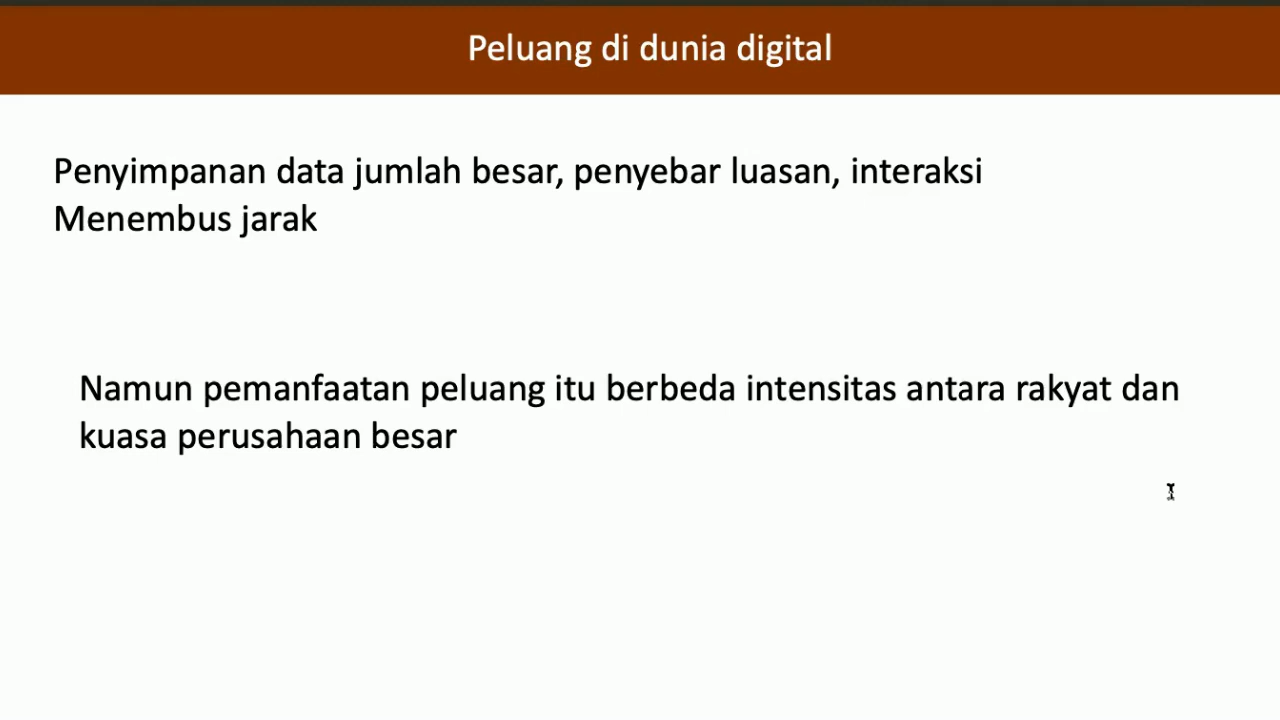 Peluang di dunia digital
Penyimpanan data jumlah besar, penyebar luasan, interaksi
Menembus jarak
Namun pemanfaatan peluang itu berbeda intensitas antara rakyat dan
kuasa perusahaan besar